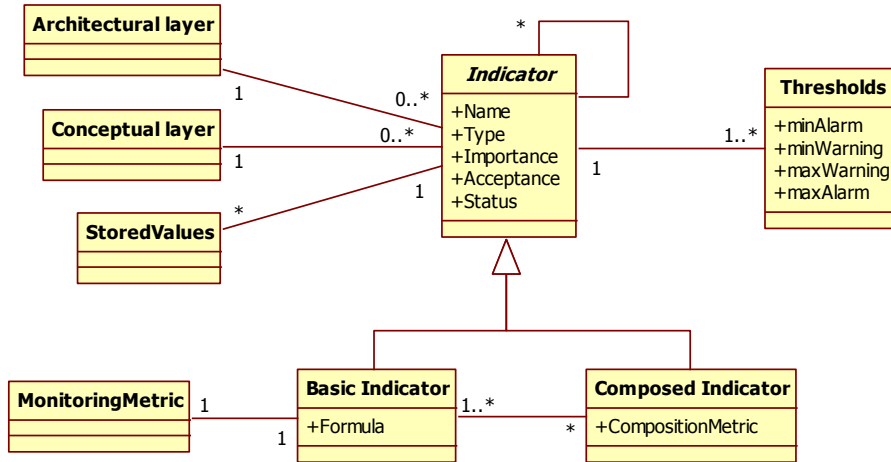 Architectural layer
1
0..*
Conceptual layer
1
0..*
StoredValues
*
1
Indicator
+Name
+Type
+Importance
+Acceptance
+Status
*
1
1..*
Thresholds
+minAlarm
+minWarning
+maxWarning
+maxAlarm
MonitoringMetric
1
1
Basic Indicator
+Formula
1..*
*
Composed Indicator
+CompositionMetric